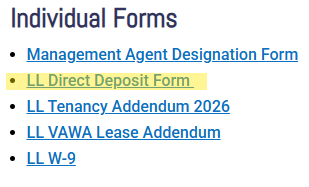 Individual Forms
Management Agent Designation Form
LL Direct Deposit Form
LL Tenancy Addendum 2026
LL VAWA Lease Addendum
LL W-9